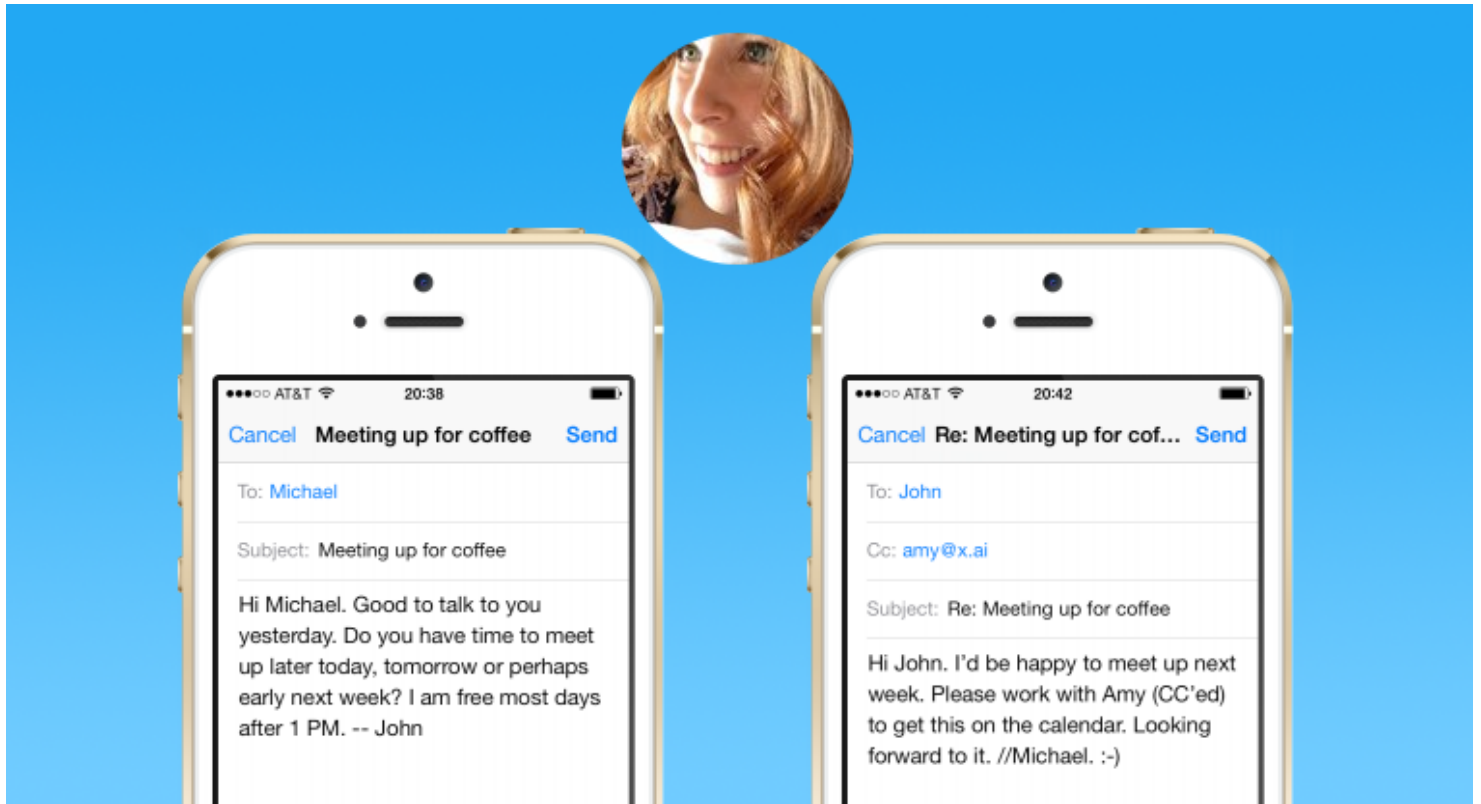 AT&T 20:38
Cancel Meeting up for coffee Send
To: Michael
Subject: Meeting up for coffee
Hi Michael. Good to talk to you
yesterday. Do you have time to meet
up later today, tomorrow or perhaps
early next week? I am free most days
after 1 PM. -- John
AT&T 20:42
Cancel Re: Meeting up for cof... Send
To: John
Cc: amy@x.ai
Subject: Re: Meeting up for coffee
Hi John. I'd be happy to meet up next
week. Please work with Amy (CC'ed)
to get this on the calendar. Looking
forward to it. //Michael. :-)